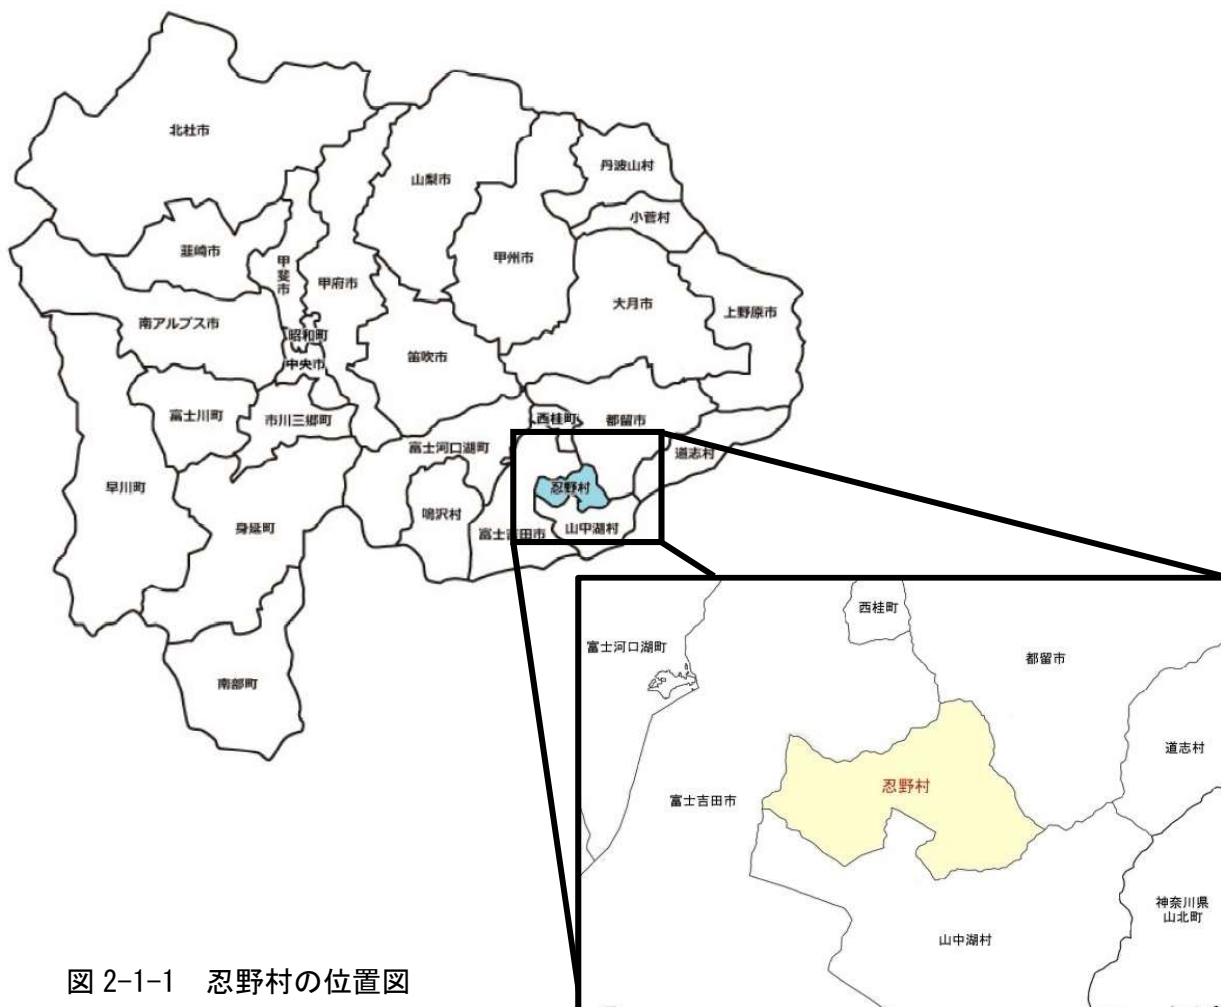 北杜市
丹波山村
山梨市
小菅村
韮崎市
甲斐市
甲府市
甲州市
大月市
上野原市
南アルプス市
昭和町
中央市
笛吹市
富士川町
市川三郷町
西桂町
都留市
富士河口湖町
道志村
早川町
鳴沢村
忍野村
身延町
富士吉田市
山中湖村
南部町
西桂町
富士河口湖町
都留市
道志村
忍野村
富士吉田市
神奈川県
山北町
山中湖村
図 2-1-1 忍野村の位置図